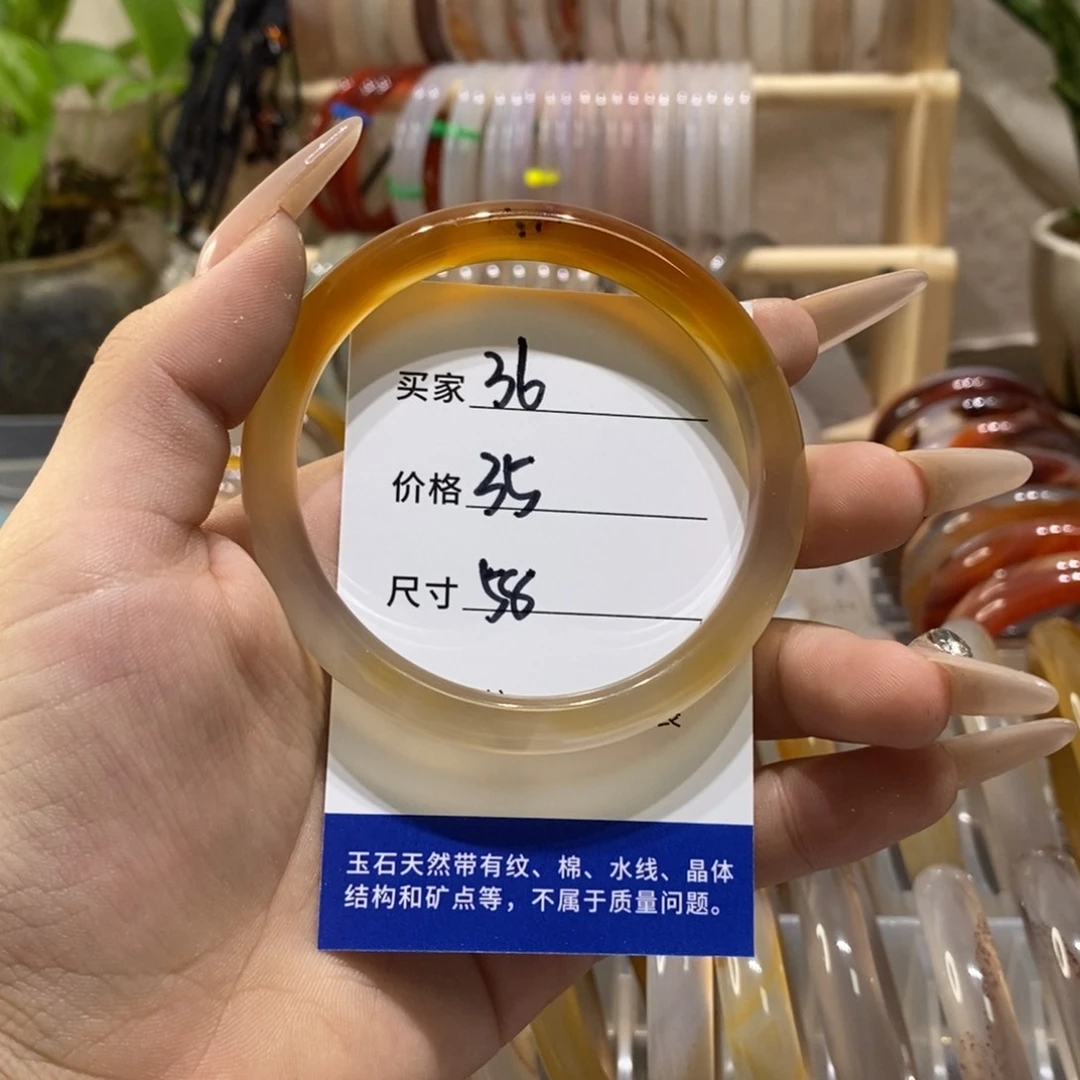 买家 36
价格 35
尺寸 56
玉石天然带有纹、棉、水线、晶体
结构和矿点等，不属于质量问题。